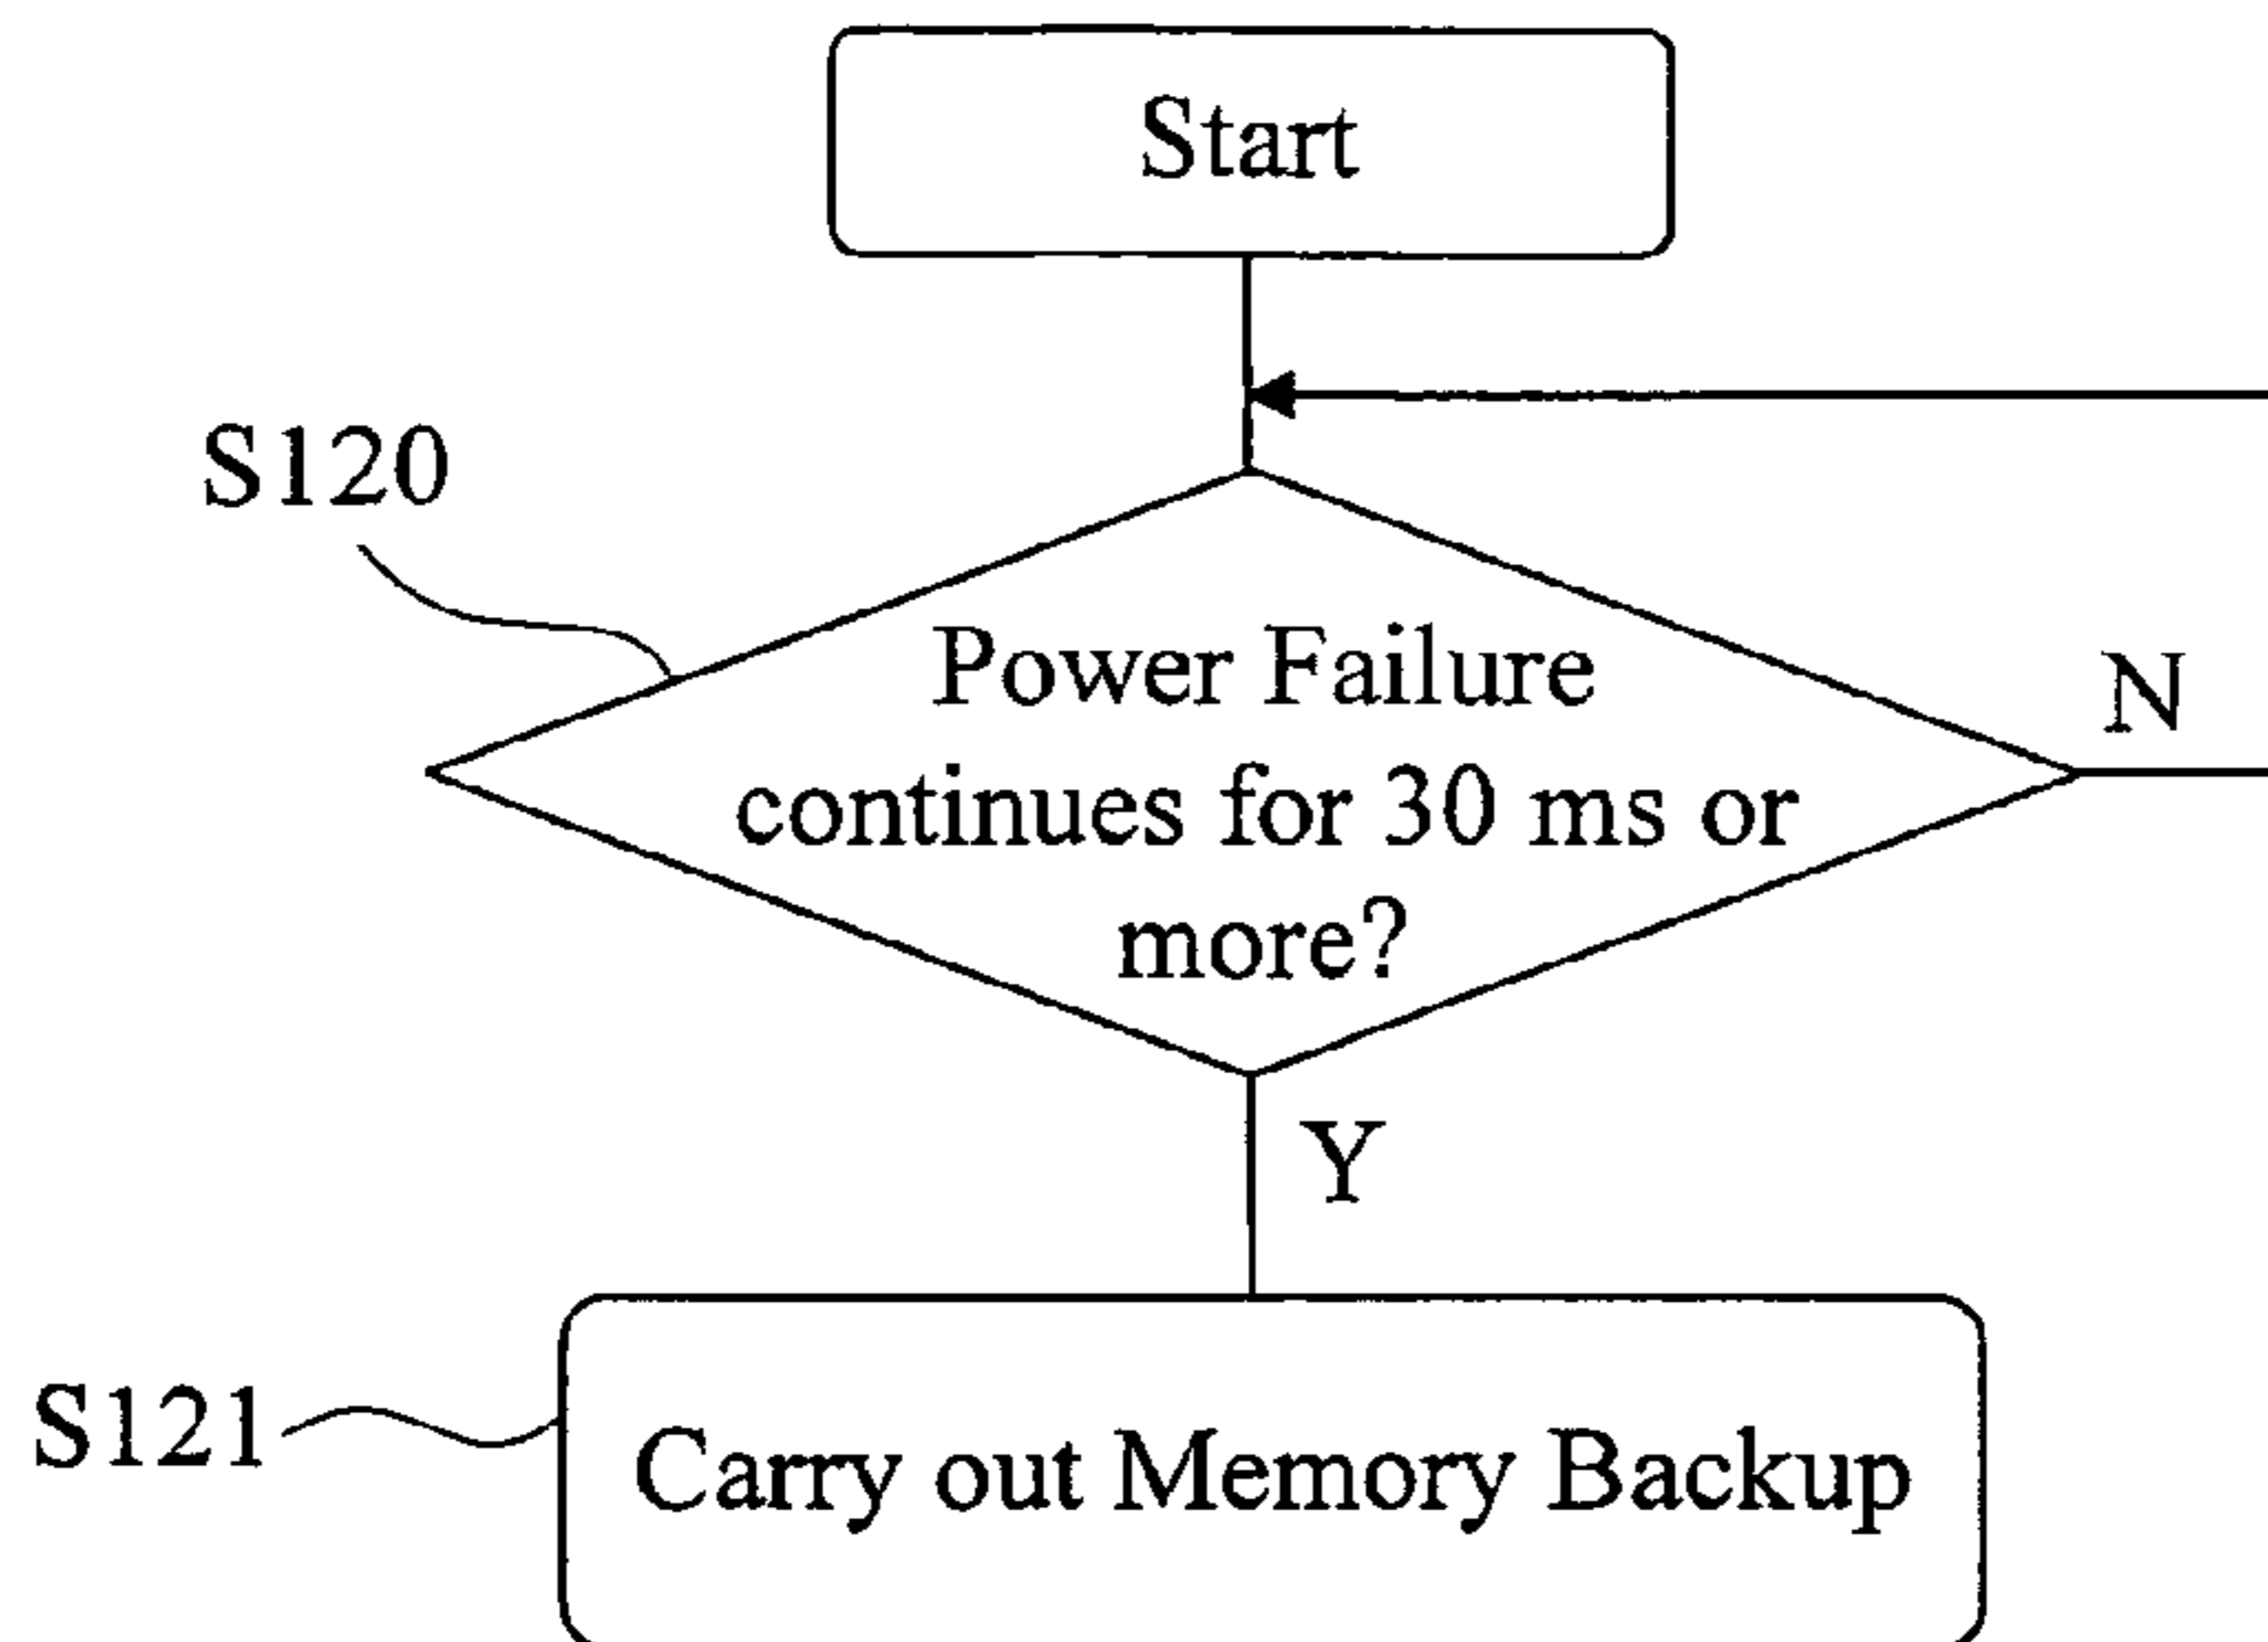 Start
S120
Power Failure
continues for 30 ms or
more?
N
Y
S121
Carry out Memory Backup